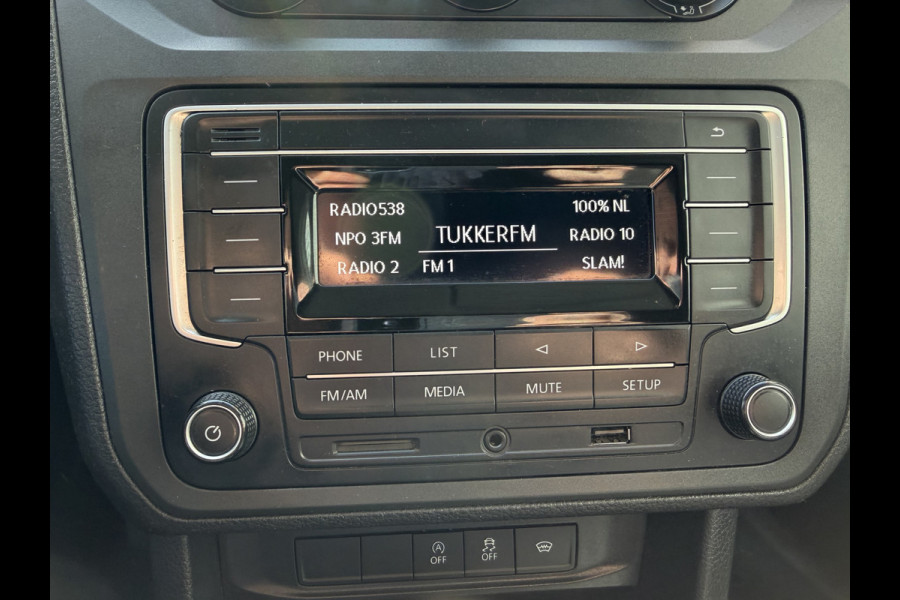 RADIO538 100% NL
NPO 3FM TUKKERFM RADIO 10
RADIO 2 FM 1 SLAM!
PHONE LIST
FM/AM MEDIA MUTE SETUP
A
OFF OFF